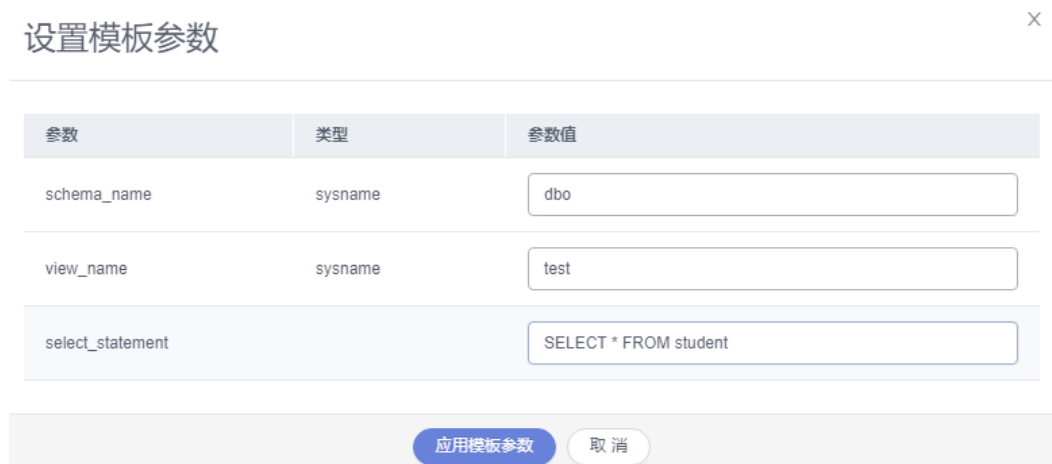 设置模板参数
X
参数 类型 参数值
schema_name sysname dbo
view_name sysname test
select_statement SELECT * FROM student
应用模板参数 取消